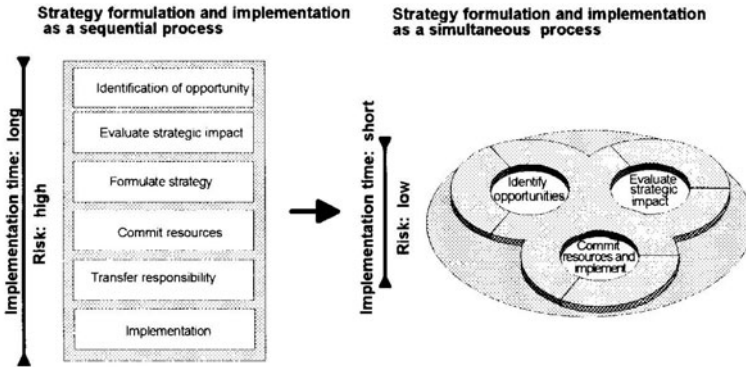 Strategy formulation and implementation
as a sequential process
Implementation time: long
Risk: high
Identification of opportunity
Evaluate strategic impact
Formulate strategy
Commit resources
Transfer responsibility
Implementation
Strategy formulation and implementation
as a simultaneous process
Implementation time: short
Risk: low
Identify
opportunities
Evaluate
strategic
impact
Commit
resources and
implement